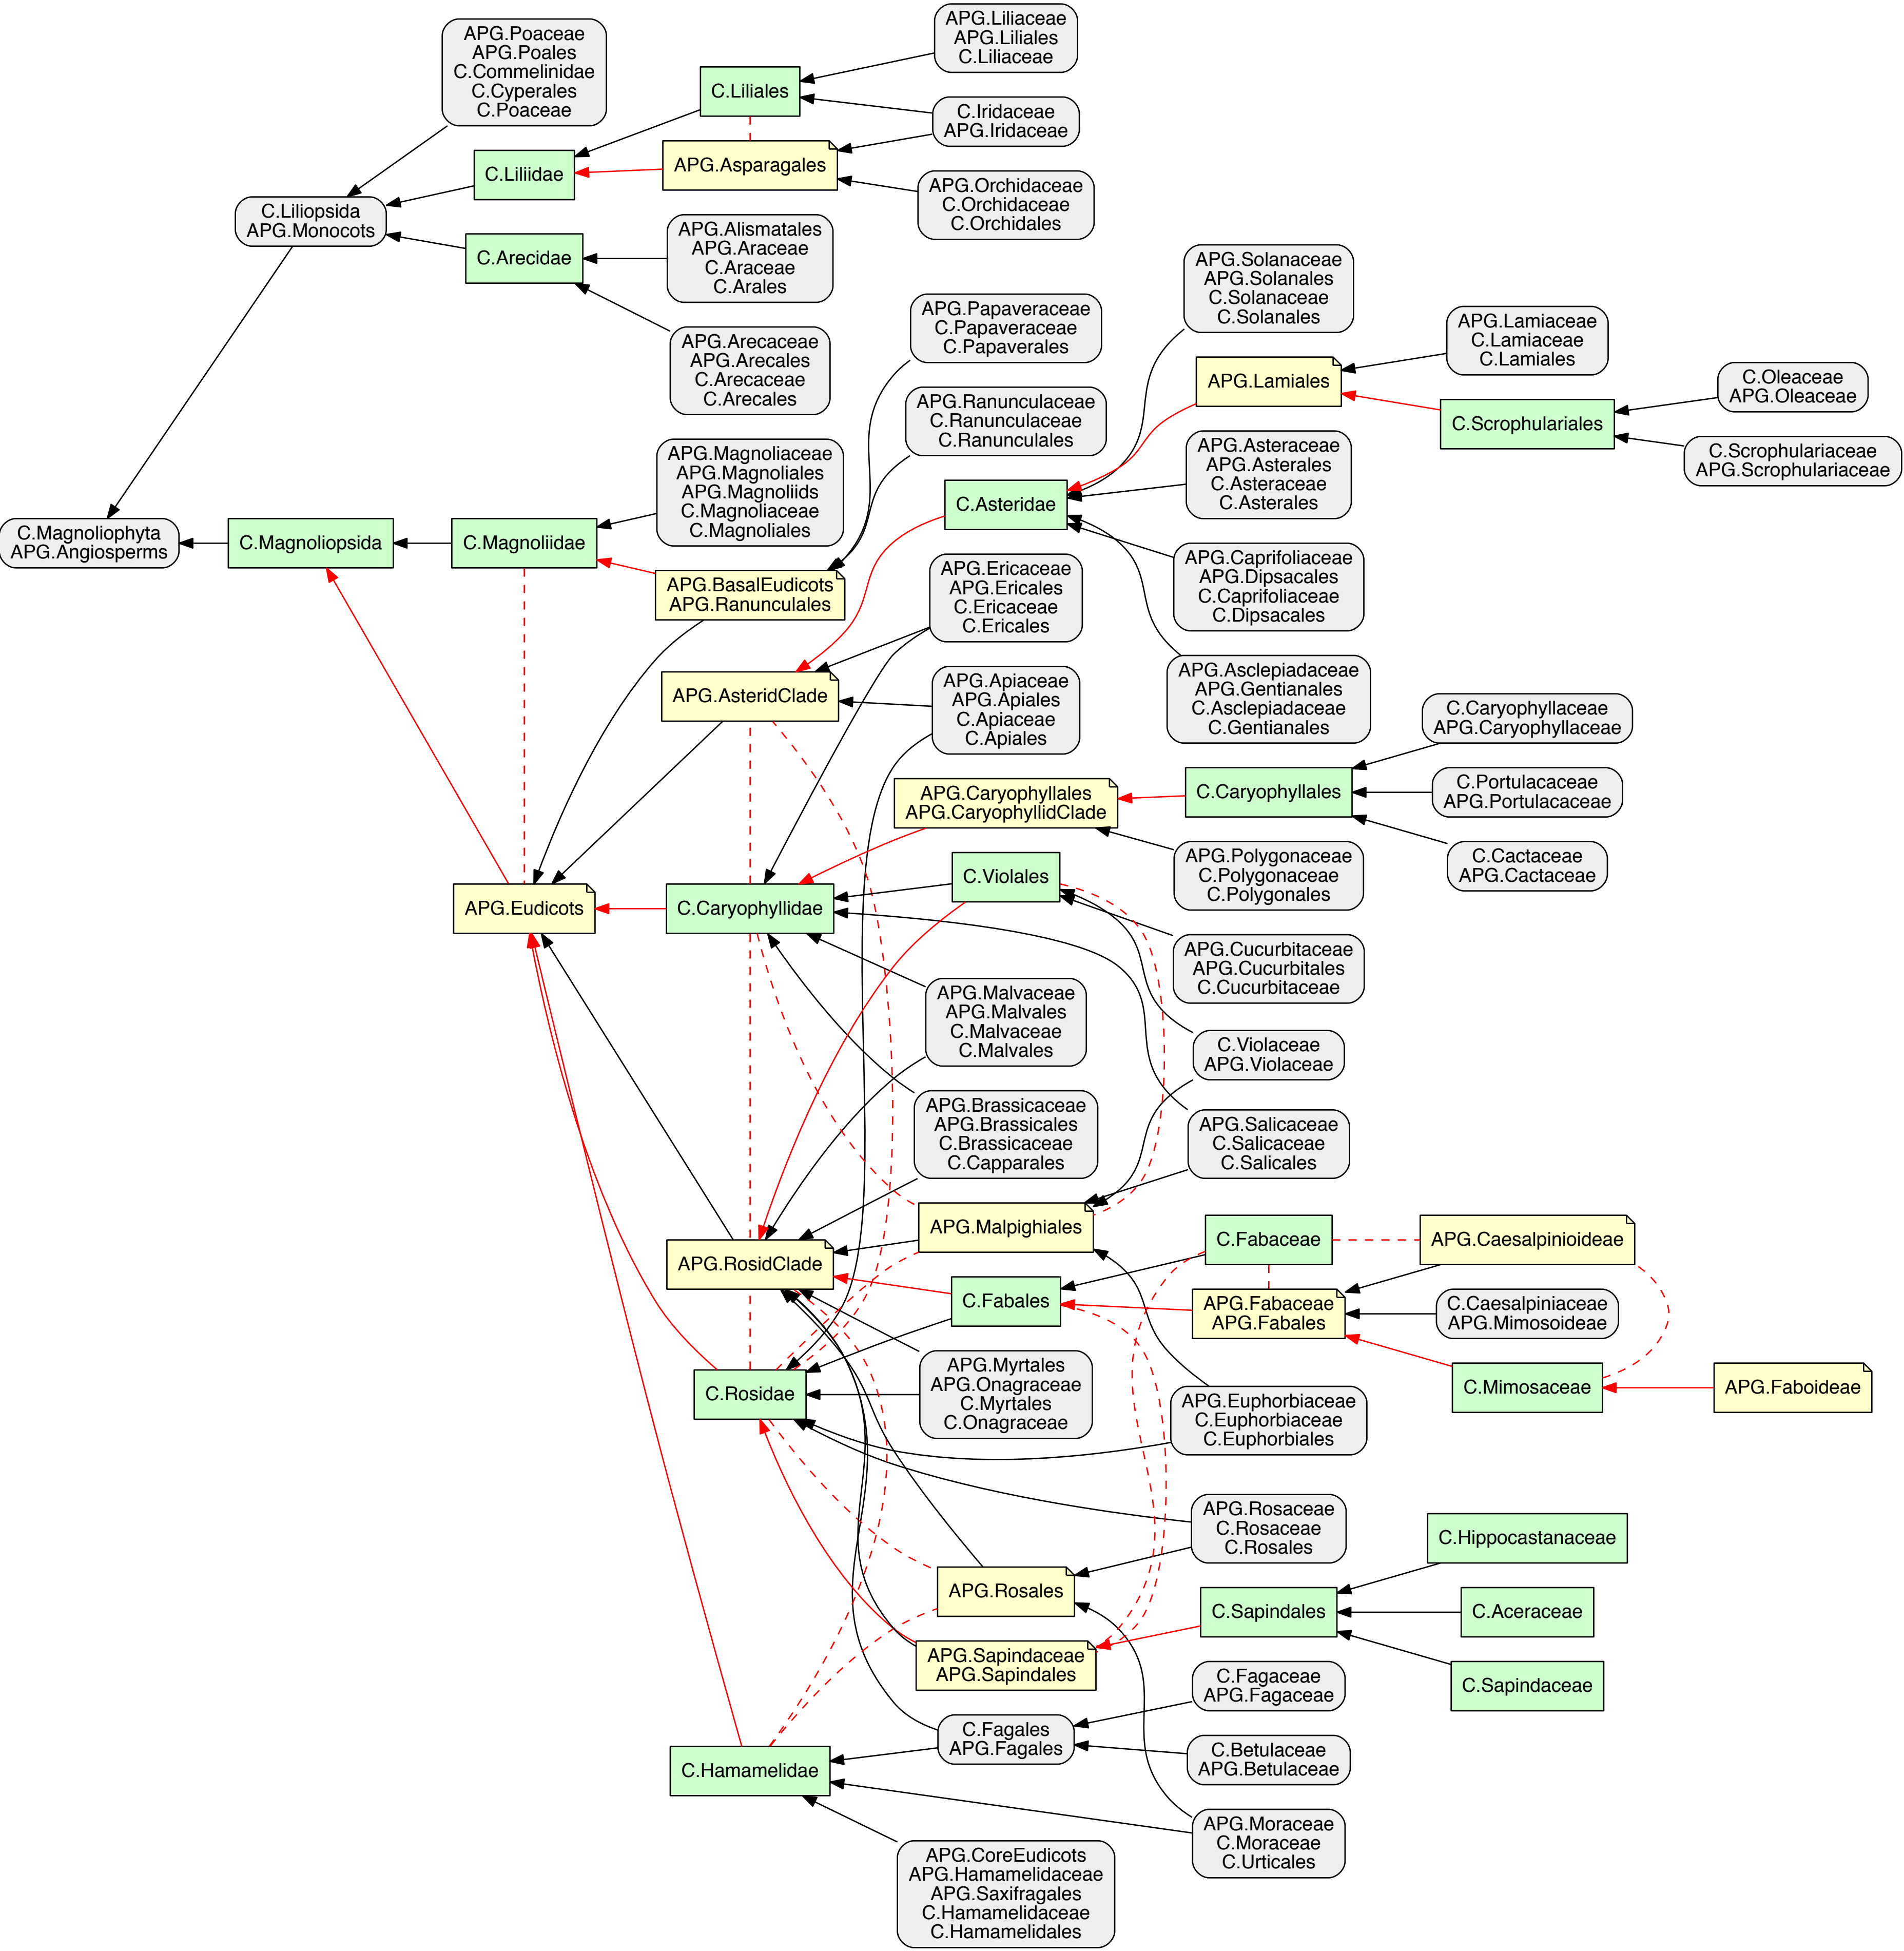 APG.Poaceae
APG.Poales
C.Commelinidae
C.Cyperales
C.Poaceae
C.Liliales
APG.Liliaceae
APG.Liliales
C.Liliaceae
C.Iridaceae
APG.Iridaceae
C.Liliidae
APG.Asparagales
APG.Orchidaceae
C.Orchidaceae
C.Orchidales
C.Liliopsida
APG.Monocots
C.Arecidae
APG.Alismatales
APG.Araceae
C.Araceae
C.Arales
APG.Arecaceae
APG.Arecales
C.Arecaceae
C.Arecales
APG.Papaveraceae
C.Papaveraceae
C.Papaverales
APG.Solanaceae
APG.Solanales
C.Solanaceae
C.Solanales
APG.Lamiaceae
C.Lamiaceae
C.Lamiales
APG.Lamiales
C.Oleaceae
APG.Oleaceae
C.Scrophulariales
C.Scrophulariaceae
APG.Scrophulariaceae
APG.Ranunculaceae
C.Ranunculaceae
C.Ranunculales
APG.Asteraceae
APG.Asterales
C.Asteraceae
C.Asterales
APG.Magnoliaceae
APG.Magnoliales
APG.Magnoliids
C.Magnoliaceae
C.Magnoliales
C.Asteridae
C.Magnoliophyta
APG.Angiosperms
C.Magnoliopsida
C.Magnoliidae
APG.BasalEudicots
APG.Ranunculales
APG.Ericaceae
APG.Ericales
C.Ericaceae
C.Ericales
APG.Caprifoliaceae
APG.Dipsacales
C.Caprifoliaceae
C.Dipsacales
APG.AsteridClade
APG.Apiaceae
APG.Apiales
C.Apiaceae
C.Apiales
APG.Asclepiadaceae
APG.Gentianales
C.Asclepiadaceae
C.Gentianales
C.Caryophyllaceae
APG.Caryophyllaceae
APG.Caryophyllales
APG.CaryophyllidClade
C.Caryophyllales
C.Portulacaceae
APG.Portulacaceae
APG.Polygonaceae
C.Polygonaceae
C.Polygonales
C.Cactaceae
APG.Cactaceae
C.Violales
APG.Eudicots
C.Caryophyllidae
APG.Cucurbitaceae
APG.Cucurbitales
C.Cucurbitaceae
APG.Malvaceae
APG.Malvales
C.Malvaceae
C.Malvales
C.Violaceae
APG.Violaceae
APG.Brassicaceae
APG.Brassicales
C.Brassicaceae
C.Capparales
APG.Salicaceae
C.Salicaceae
C.Salicales
APG.Malpighiales
C.Fabaceae
APG.Caesalpinioideae
APG.RosidClade
C.Fabales
APG.Fabaceae
APG.Fabales
C.Caesalpiniaceae
APG.Mimosoideae
C.Rosidae
APG.Myrtales
APG.Onagraceae
C.Myrtales
C.Onagraceae
C.Mimosaceae
APG.Faboideae
APG.Euphorbiaceae
C.Euphorbiaceae
C.Euphorbiales
APG.Rosaceae
C.Rosaceae
C.Rosales
C.Hippocastanaceae
APG.Rosales
C.Sapindales
C.Aceraceae
APG.Sapindaceae
APG.Sapindales
C.Sapindaceae
C.Fagaceae
APG.Fagaceae
C.Fagales
APG.Fagales
C.Hamamelidae
C.Betulaceae
APG.Betulaceae
APG.Moraceae
C.Moraceae
C.Urticales
APG.CoreEudicots
APG.Hamamelidaceae
APG.Saxifragales
C.Hamamelidaceae
C.Hamamelidales